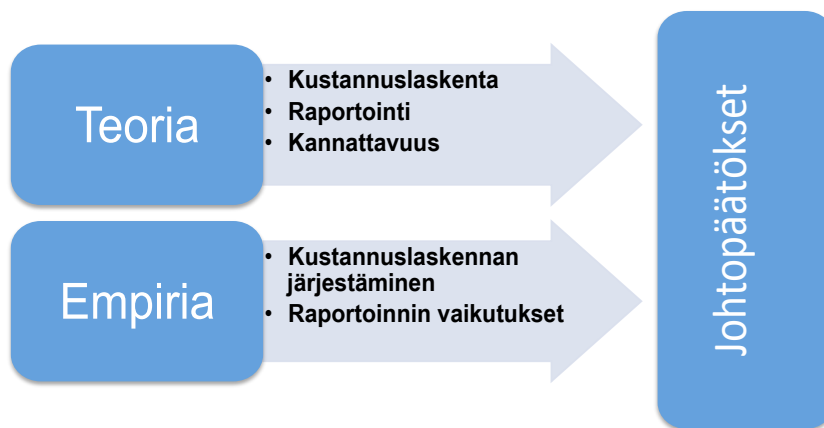 Teoria
• Kustannuslaskenta
• Raportointi
• Kannattavuus
Empiria
• Kustannuslaskennan
järjestäminen
• Raportoinnin vaikutukset
Johtopäätökset